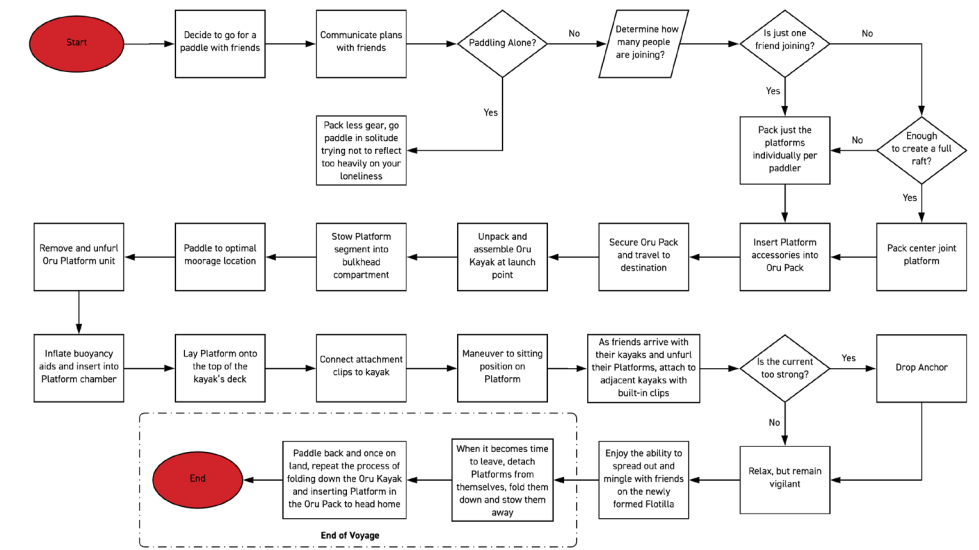 Start
Decide to go for a
paddle with friends
Communicate plans
with friends
Paddling Alone?
No
Determine how
many people
are joining?
Is just one
friend joining?
No
Yes
Yes
Pack less gear, go
paddle in solitude
trying not to reflect
too heavily on your
loneliness
Pack just the
platforms
individually per
paddler
No
Enough
to create a full
raft?
Yes
Remove and unfurl
Oru Platform unit
Paddle to optimal
moorage location
Stow Platform
segment into
bulkhead
compartment
Unpack and
assemble Oru
Kayak at launch
point
Secure Oru Pack
and travel to
destination
Insert Platform
accessories into
Oru Pack
Pack center joint
platform
Inflate buoyancy
aids and insert into
Platform chamber
Lay Platform onto
the top of the
kayak's deck
Connect attachment
clips to kayak
Maneuver to sitting
position on
Platform
As friends arrive with
their kayaks and unfurl
their Platforms, attach to
adjacent kayaks with
built-in clips
Is the current
too strong?
Yes
Drop Anchor
No
End
Paddle back and once on
land, repeat the process of
folding down the Oru Kayak
and inserting Platform in
the Oru Pack to head home
When it becomes time
to leave, detach
Platforms from
themselves, fold them
down and stow them
away
Enjoy the ability to
spread out and
mingle with friends
on the newly
formed Flotilla
Relax, but remain
vigilant
End of Voyage